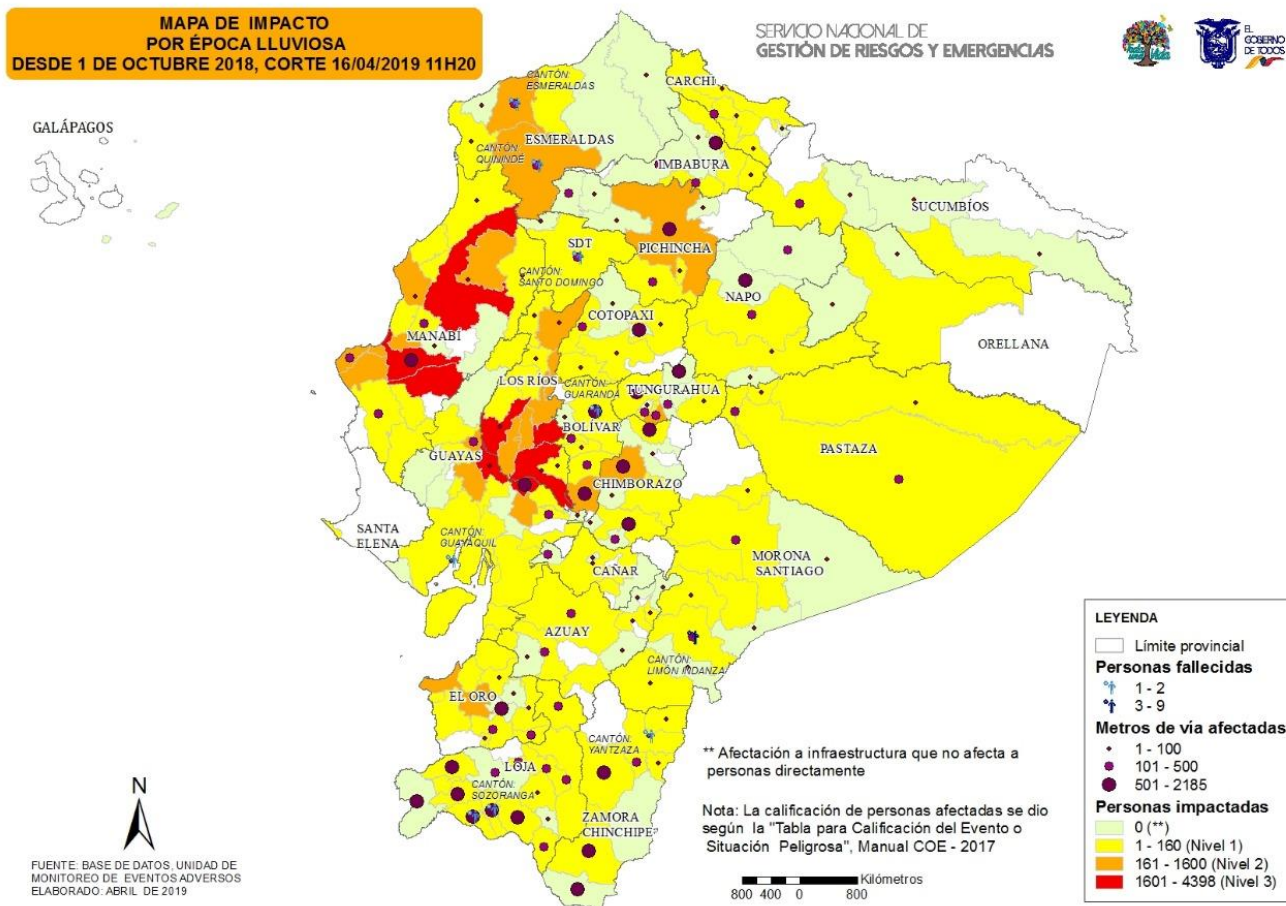 MAPA DE IMPACTO
POR ÉPOCA LLUVIOSA
DESDE 1 DE OCTUBRE 2018, CORTE 16/04/2019 11H20
SERVICIO NACIONAL DE
GESTIÓN DE RIESGOS Y EMERGENCIAS
EL
GOBIERNO
DE TODOS
GALÁPAGOS
CANTÓN:
ESMERALDAS
CARCHI
ESMERALDAS
CANTÓN:
QUININDÉ
IMBABURA
SUCUMBÍOS
SDT
PICHINCHA
CANTÓN:
SANTO DOMINGO
NAPO
COTOPAXI
MANABÍ
ORELLANA
LOS RÍOS
CANTÓN:
GUARANDA
TUNGURAHUA
BOLÍVAR
PASTAZA
GUAYAS
CHIMBORAZO
SANTA
ELENA
CANTÓN:
GUAYAQUIL
MORONA
SANTIAGO
CAÑAR
AZUAY
CANTÓN:
LIMÓN INDANZA
EL ORO
CANTÓN:
YANTZAZA
LOJA
CANTÓN:
SOZORANGA
ZAMORA
CHINCHIPE
** Afectación a infraestructura que no afecta a
personas directamente
Nota: La calificación de personas afectadas se dio
según la "Tabla para Calificación del Evento o
Situación Peligrosa", Manual COE - 2017
800 400 0 800
Kilómetros
N
FUENTE: BASE DE DATOS, UNIDAD DE
MONITOREO DE EVENTOS ADVERSOS
ELABORADO: ABRIL DE 2019
LEYENDA
Límite provincial
Personas fallecidas
1 - 2
3 - 9
Metros de vía afectadas
1 - 100
101 - 500
501 - 2185
Personas impactadas
0 (**)
1 - 160 (Nivel 1)
161 - 1600 (Nivel 2)
1601 - 4398 (Nivel 3)